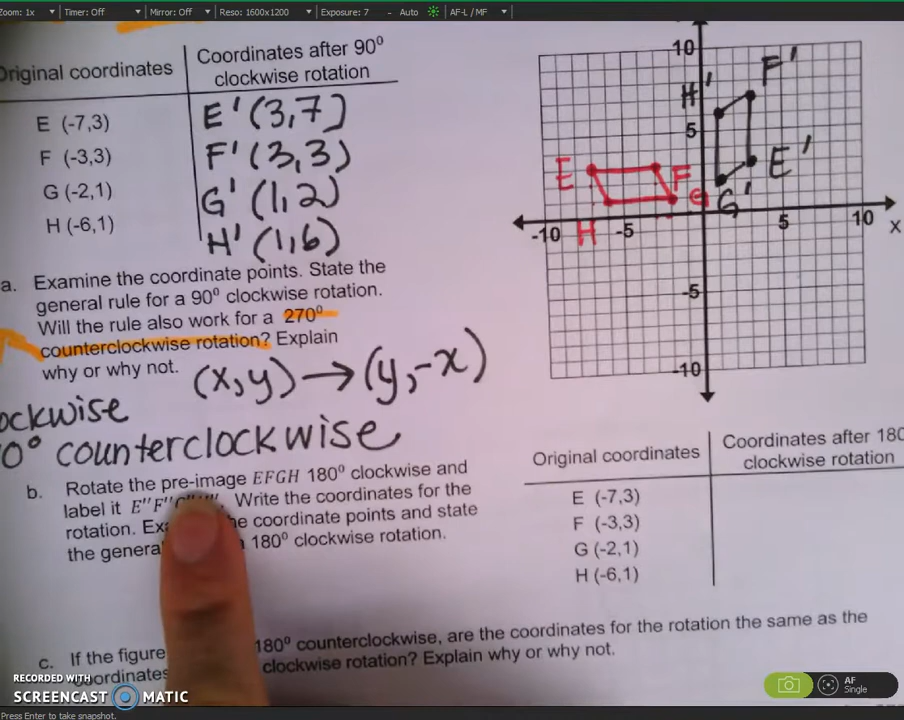 Zoom: 1x Timer: Off Mirror: Off Reso: 1600x1200 Exposure: 7 - Auto AF-L / MF
Original coordinates
Coordinates after 90⁰
clockwise rotation
E (-7,3)
E'(3,7)
F (-3,3)
F'(3,3)
G (-2,1)
G'(1,2)
H (-6,1)
H'(1,6)
10
5
-5
-10
-10
-5
5
10
x
E
F
G
H
H'
F'
E'
G'
a. Examine the coordinate points. State the
general rule for a 90⁰ clockwise rotation.
Will the rule also work for a 270⁰
counterclockwise rotation? Explain
why or why not.
(x,y)→(y,-x)
ockwise
0° counterclockwise
b. Rotate the pre-image EFGH 180⁰ clockwise and
label it E''F''G''. Write the coordinates for the
rotation. the coordinate points and state
the 180⁰ clockwise rotation.
Original coordinates
Coordinates after 180
clockwise rotation
E (-7,3)
F (-3,3)
G (-2,1)
H (-6,1)
c. If the figure 180⁰ counterclockwise, are the coordinates for the rotation the same as the
clockwise rotation? Explain why or why not.
RECORDED WITH
SCREENCAST MATIC
AF
Single
Press Enter to take snapshot.